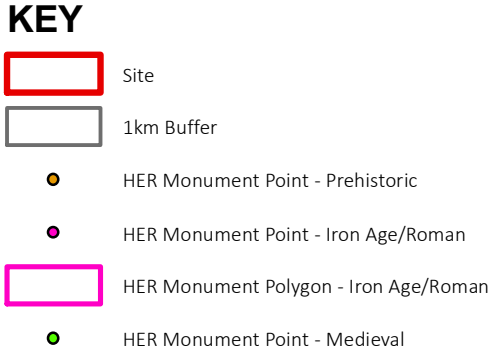 KEY
Site
1km Buffer
HER Monument Point - Prehistoric
HER Monument Point - Iron Age/Roman
HER Monument Polygon - Iron Age/Roman
HER Monument Point - Medieval